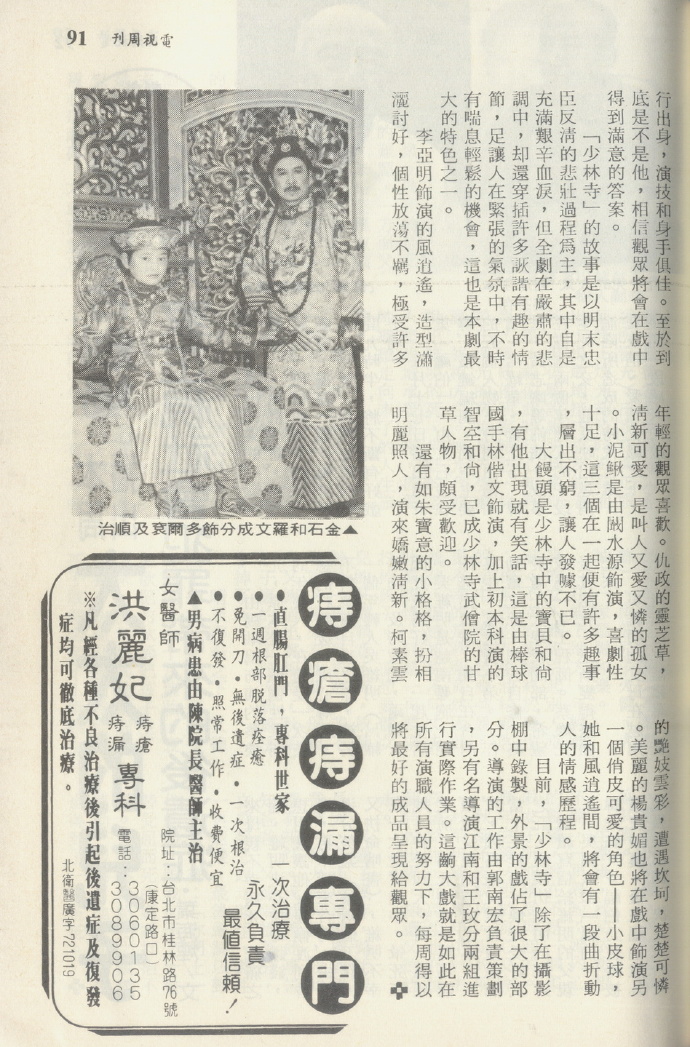 91 電視周刊
行出身，演技和身手俱佳。至於到
底是不是他，相信觀眾將會在戲中
得到滿意的答案。
「少林寺」的故事是以明末忠
臣反清的悲壯過程爲主，其中自是
充滿艱辛血淚，但全劇在嚴肅的悲
調中，却還穿插許多詼諧有趣的情
節，足讓人在緊張的氣氛中，不時
有喘息輕鬆的機會，這也是本劇最
大的特色之一。
李亞明飾演的風逍遙，造型瀟
灑討好，個性放蕩不羈，極受許多
年輕的觀眾喜歡。仇政的靈芝草，
清新可愛，是叫人又愛又憐的孤女
。小泥鰍是由閾水源飾演，喜劇性
十足，這三個在一起便有許多趣事
，層出不窮，讓人發噱不已。
大饅頭是少林寺中的寶貝和尙
，有他出現就有笑話，這是由棒球
國手林偕文飾演，加上初本科演的
智空和尙，已成少林寺武僧院的甘
草人物，頗受歡迎。
還有如朱寶意的小格格，扮相
明麗照人，演來嬌嫩清新。柯素雲
的艷妓雲彩，遭遇坎坷，楚楚可憐
。美麗的楊貴媚也將在戲中飾演另
一個俏皮可愛的角色——小皮球，
她和風逍遙間，將會有一段曲折動
人的情感歷程。
目前，「少林寺」除了在攝影
棚中錄製，外景的戲佔了很大的部
分。導演的工作由郭南宏負責策劃
，另有名導演江南和王玫分兩組進
行實際作業。這齣大戲就是如此在
所有演職人員的努力下，每周得以
將最好的成品呈現給觀眾。
▲金石和羅文成分飾多爾袞及順治
痔瘡痔漏專門
•直腸肛門，專科世家
•一週根部脫落痊癒
•免開刀•無後遺症•一次根治
•不復發•照常工作•收費便宜
一次治療
永久負責
最值信賴！
▲男病患由陳院長醫師主治
女醫師
洪麗妃
痔瘡
痔漏
專科
院址：台北市桂林路76號
（康定路口）
電話：3060135
3089906
※凡經各種不良治療後引起後遺症及復發
症均可徹底治療。
北衛醫廣字721019